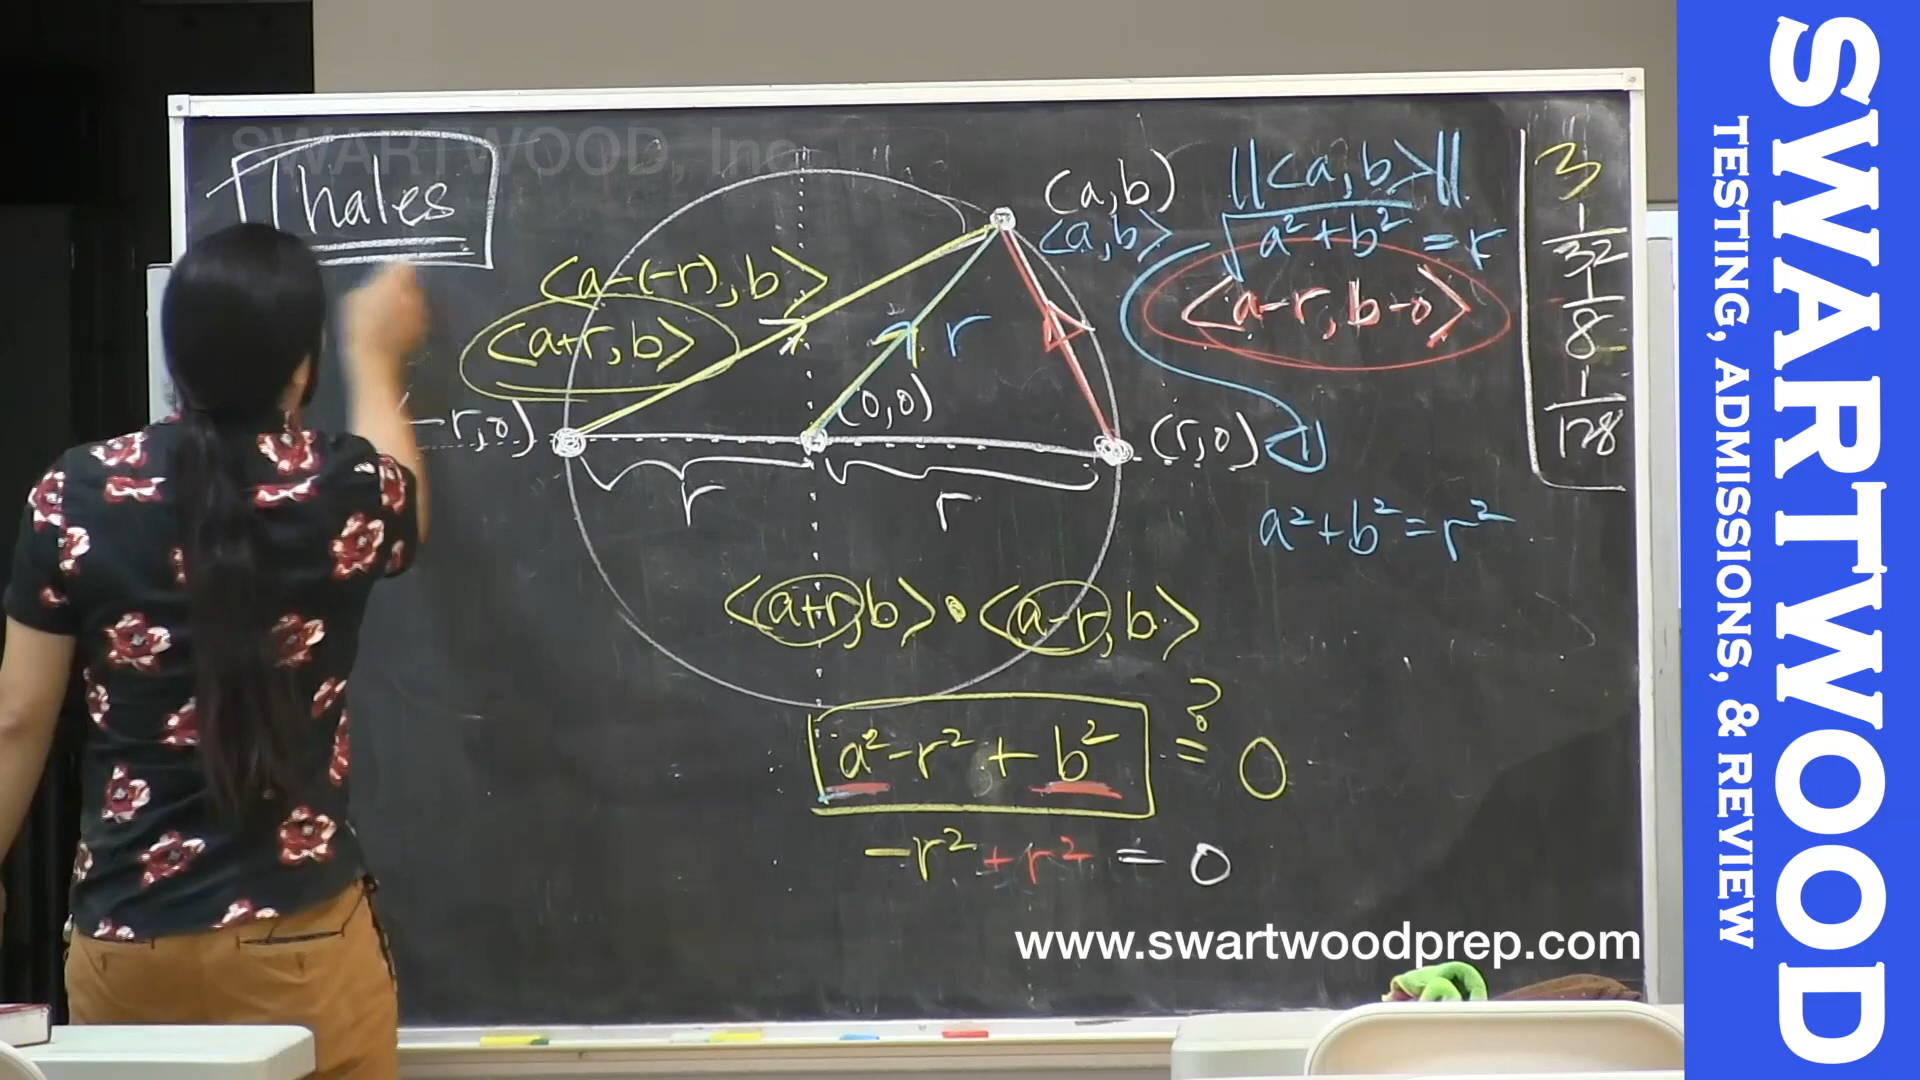 SWARTWOOD, Inc.
Thales
(a,b)
<a,b>
||<a,b>||
√a²+b² = r
<a-(-r),b>
<a+r,b>
r
<a-r, b-0>
(-r,0)
(0,0)
(r,0)
r
r
a²+b²=r²
<a+r,b> • <a-r,b>
a²-r²+b² ?= 0
-r²+r² = 0
3
1/32
1/8
1/128
www.swartwoodprep.com
SWARTWOOD
TESTING, ADMISSIONS, & REVIEW